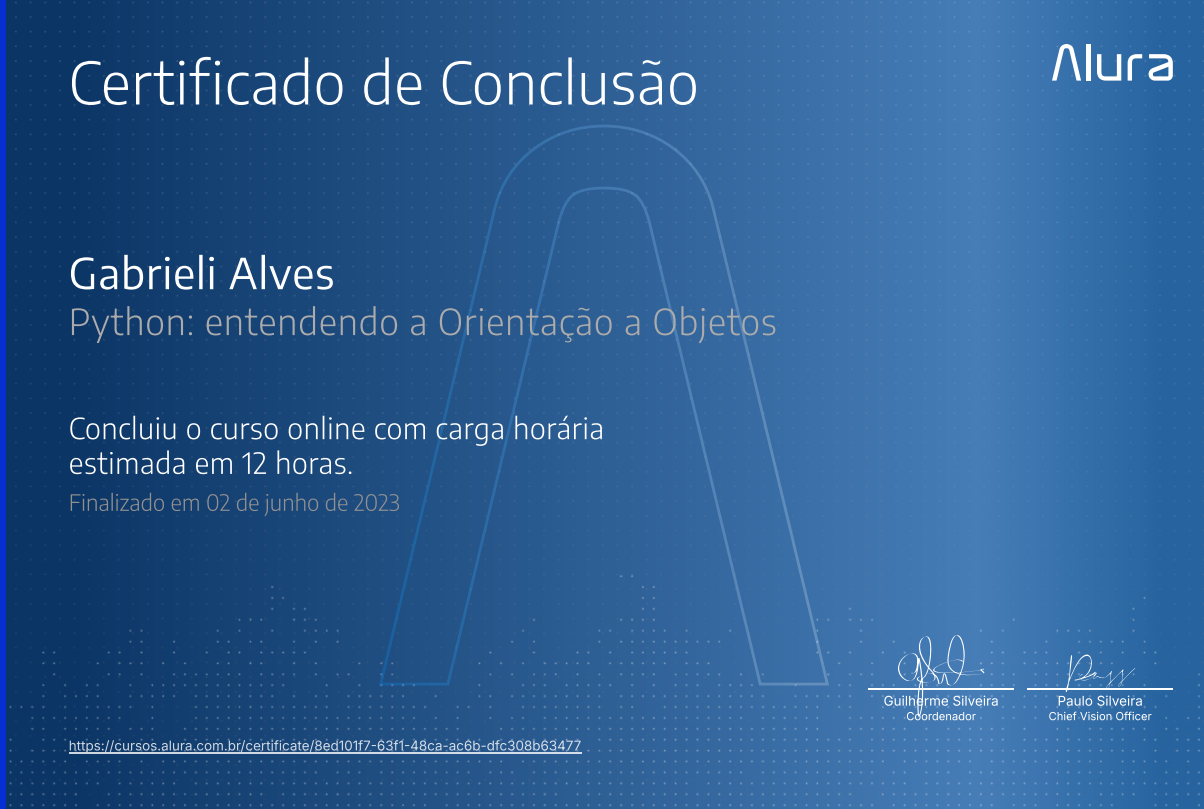 Certificado de Conclusão
Alura
Gabrieli Alves
Python: entendendo a Orientação a Objetos
Concluiu o curso online com carga horária
estimada em 12 horas.
Finalizado em 02 de junho de 2023
Guilherme Silveira
Coordenador
Paulo Silveira
Chief Vision Officer
https://cursos.alura.com.br/certificate/8ed101f7-63f1-48ca-ac6b-dfc308b63477